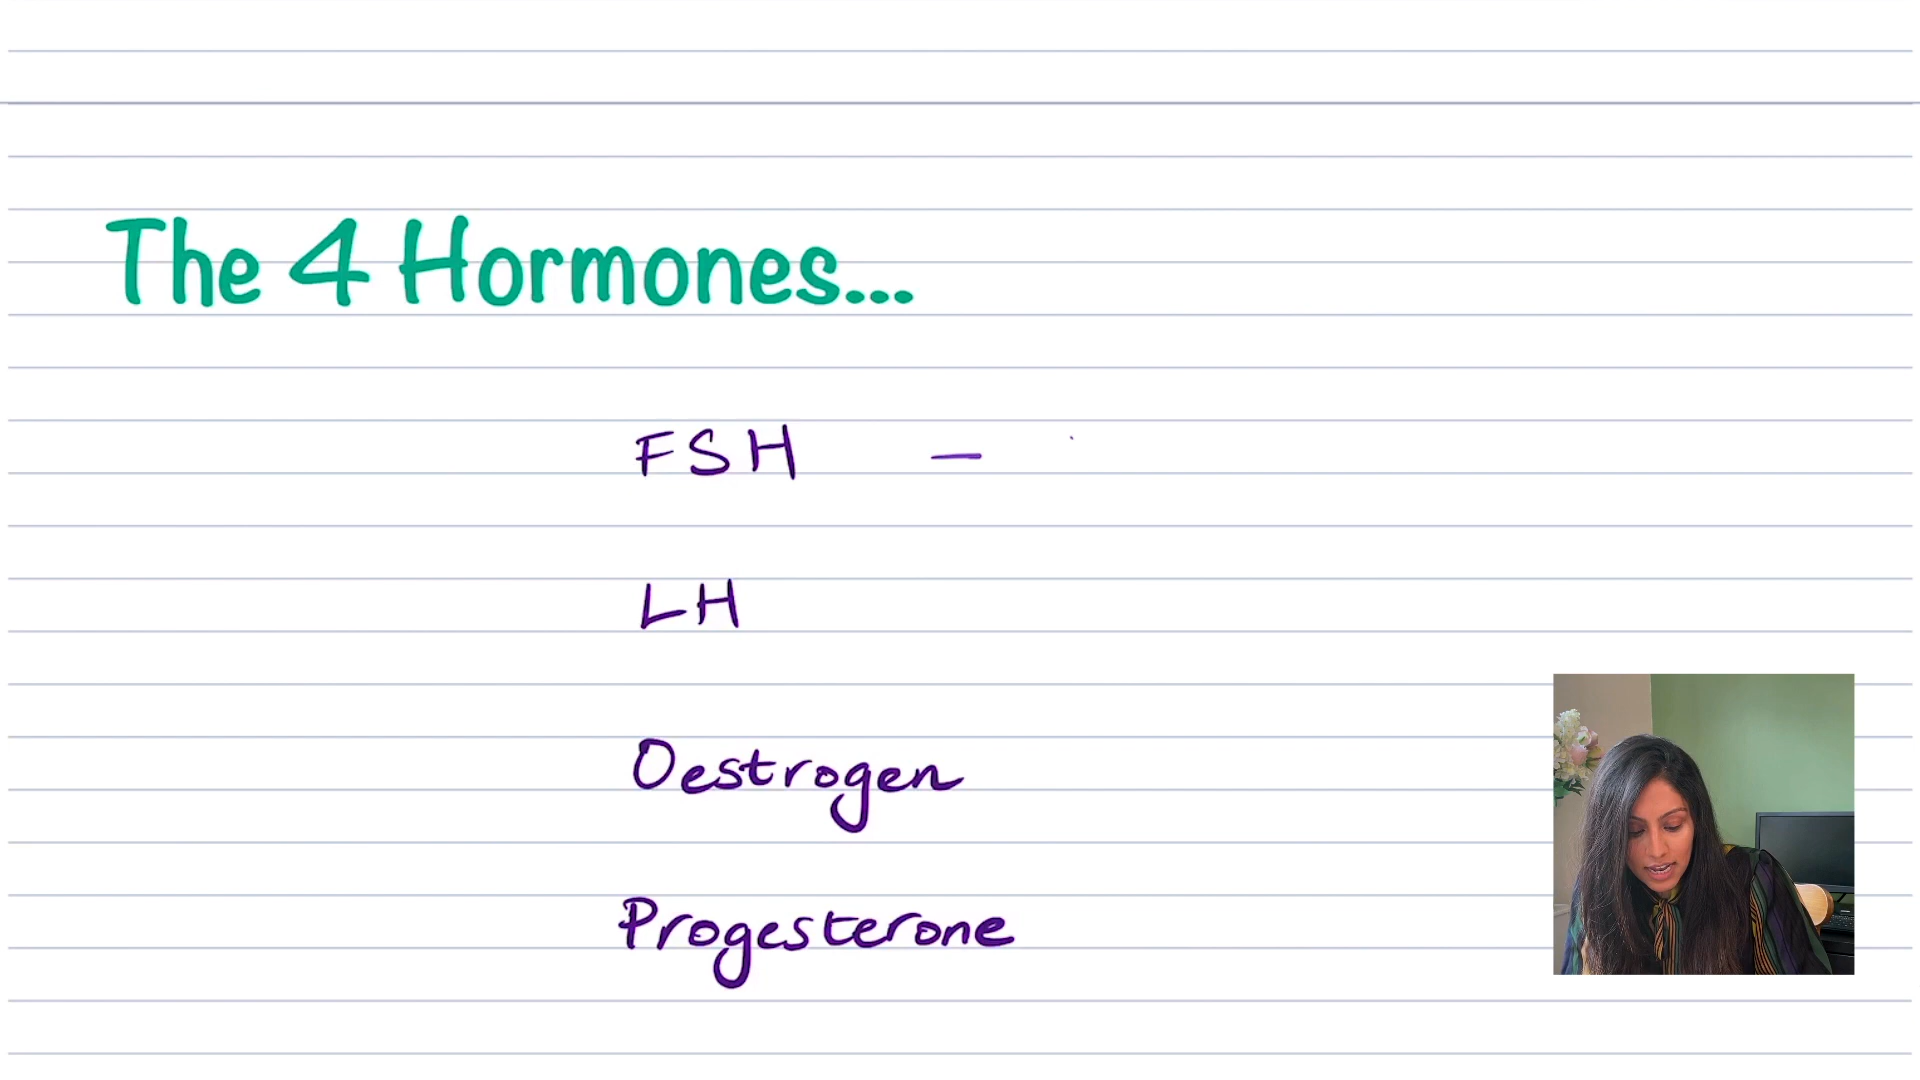 The 4 Hormones...
FSH —
LH
Oestrogen
Progesterone